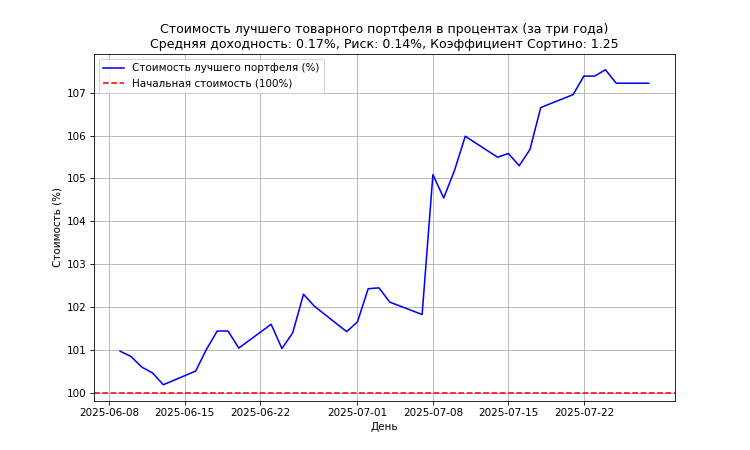 Стоимость лучшего товарного портфеля в процентах (за три года)
Средняя доходность: 0.17%, Риск: 0.14%, Коэффициент Сортино: 1.25
Стоимость лучшего портфеля (%)
Начальная стоимость (100%)
Стоимость (%)
107
106
105
104
103
102
101
100
2025-06-08 2025-06-15 2025-06-22 2025-07-01 2025-07-08 2025-07-15 2025-07-22
День